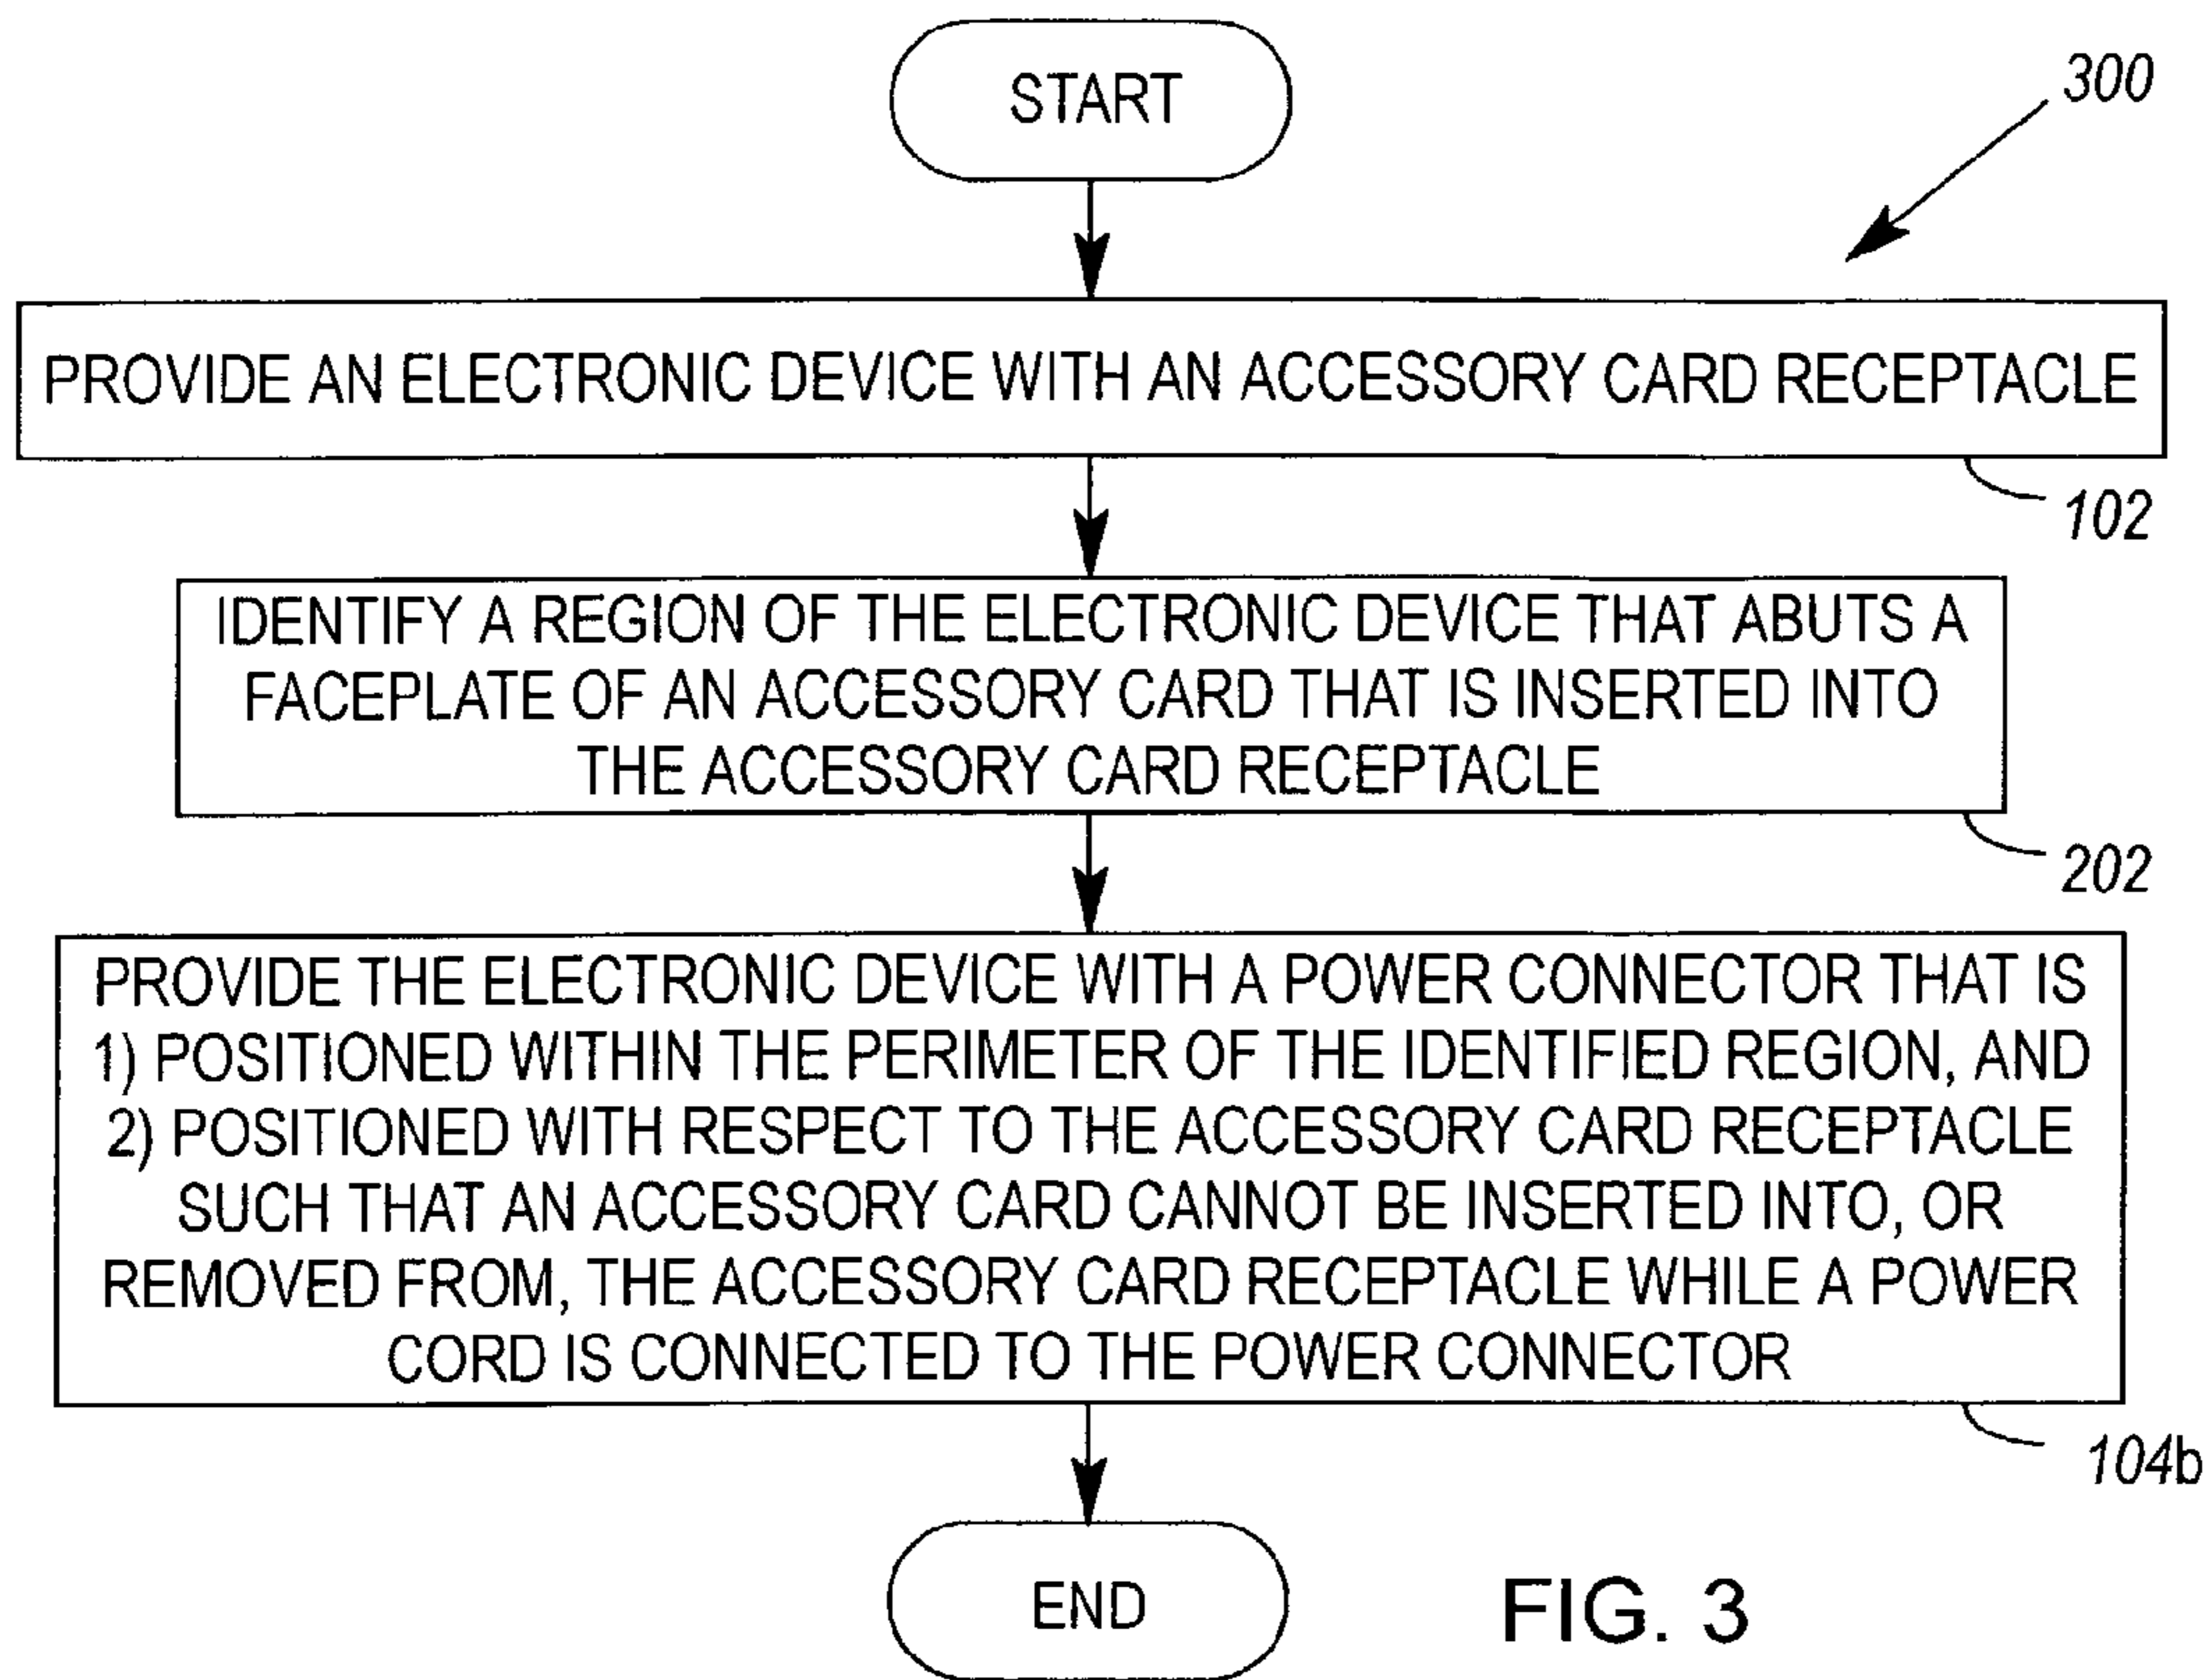 START
300
PROVIDE AN ELECTRONIC DEVICE WITH AN ACCESSORY CARD RECEPTACLE
102
IDENTIFY A REGION OF THE ELECTRONIC DEVICE THAT ABUTS A
FACEPLATE OF AN ACCESSORY CARD THAT IS INSERTED INTO
THE ACCESSORY CARD RECEPTACLE
202
PROVIDE THE ELECTRONIC DEVICE WITH A POWER CONNECTOR THAT IS
1) POSITIONED WITHIN THE PERIMETER OF THE IDENTIFIED REGION, AND
2) POSITIONED WITH RESPECT TO THE ACCESSORY CARD RECEPTACLE
SUCH THAT AN ACCESSORY CARD CANNOT BE INSERTED INTO, OR
REMOVED FROM, THE ACCESSORY CARD RECEPTACLE WHILE A POWER
CORD IS CONNECTED TO THE POWER CONNECTOR
104b
END
FIG. 3